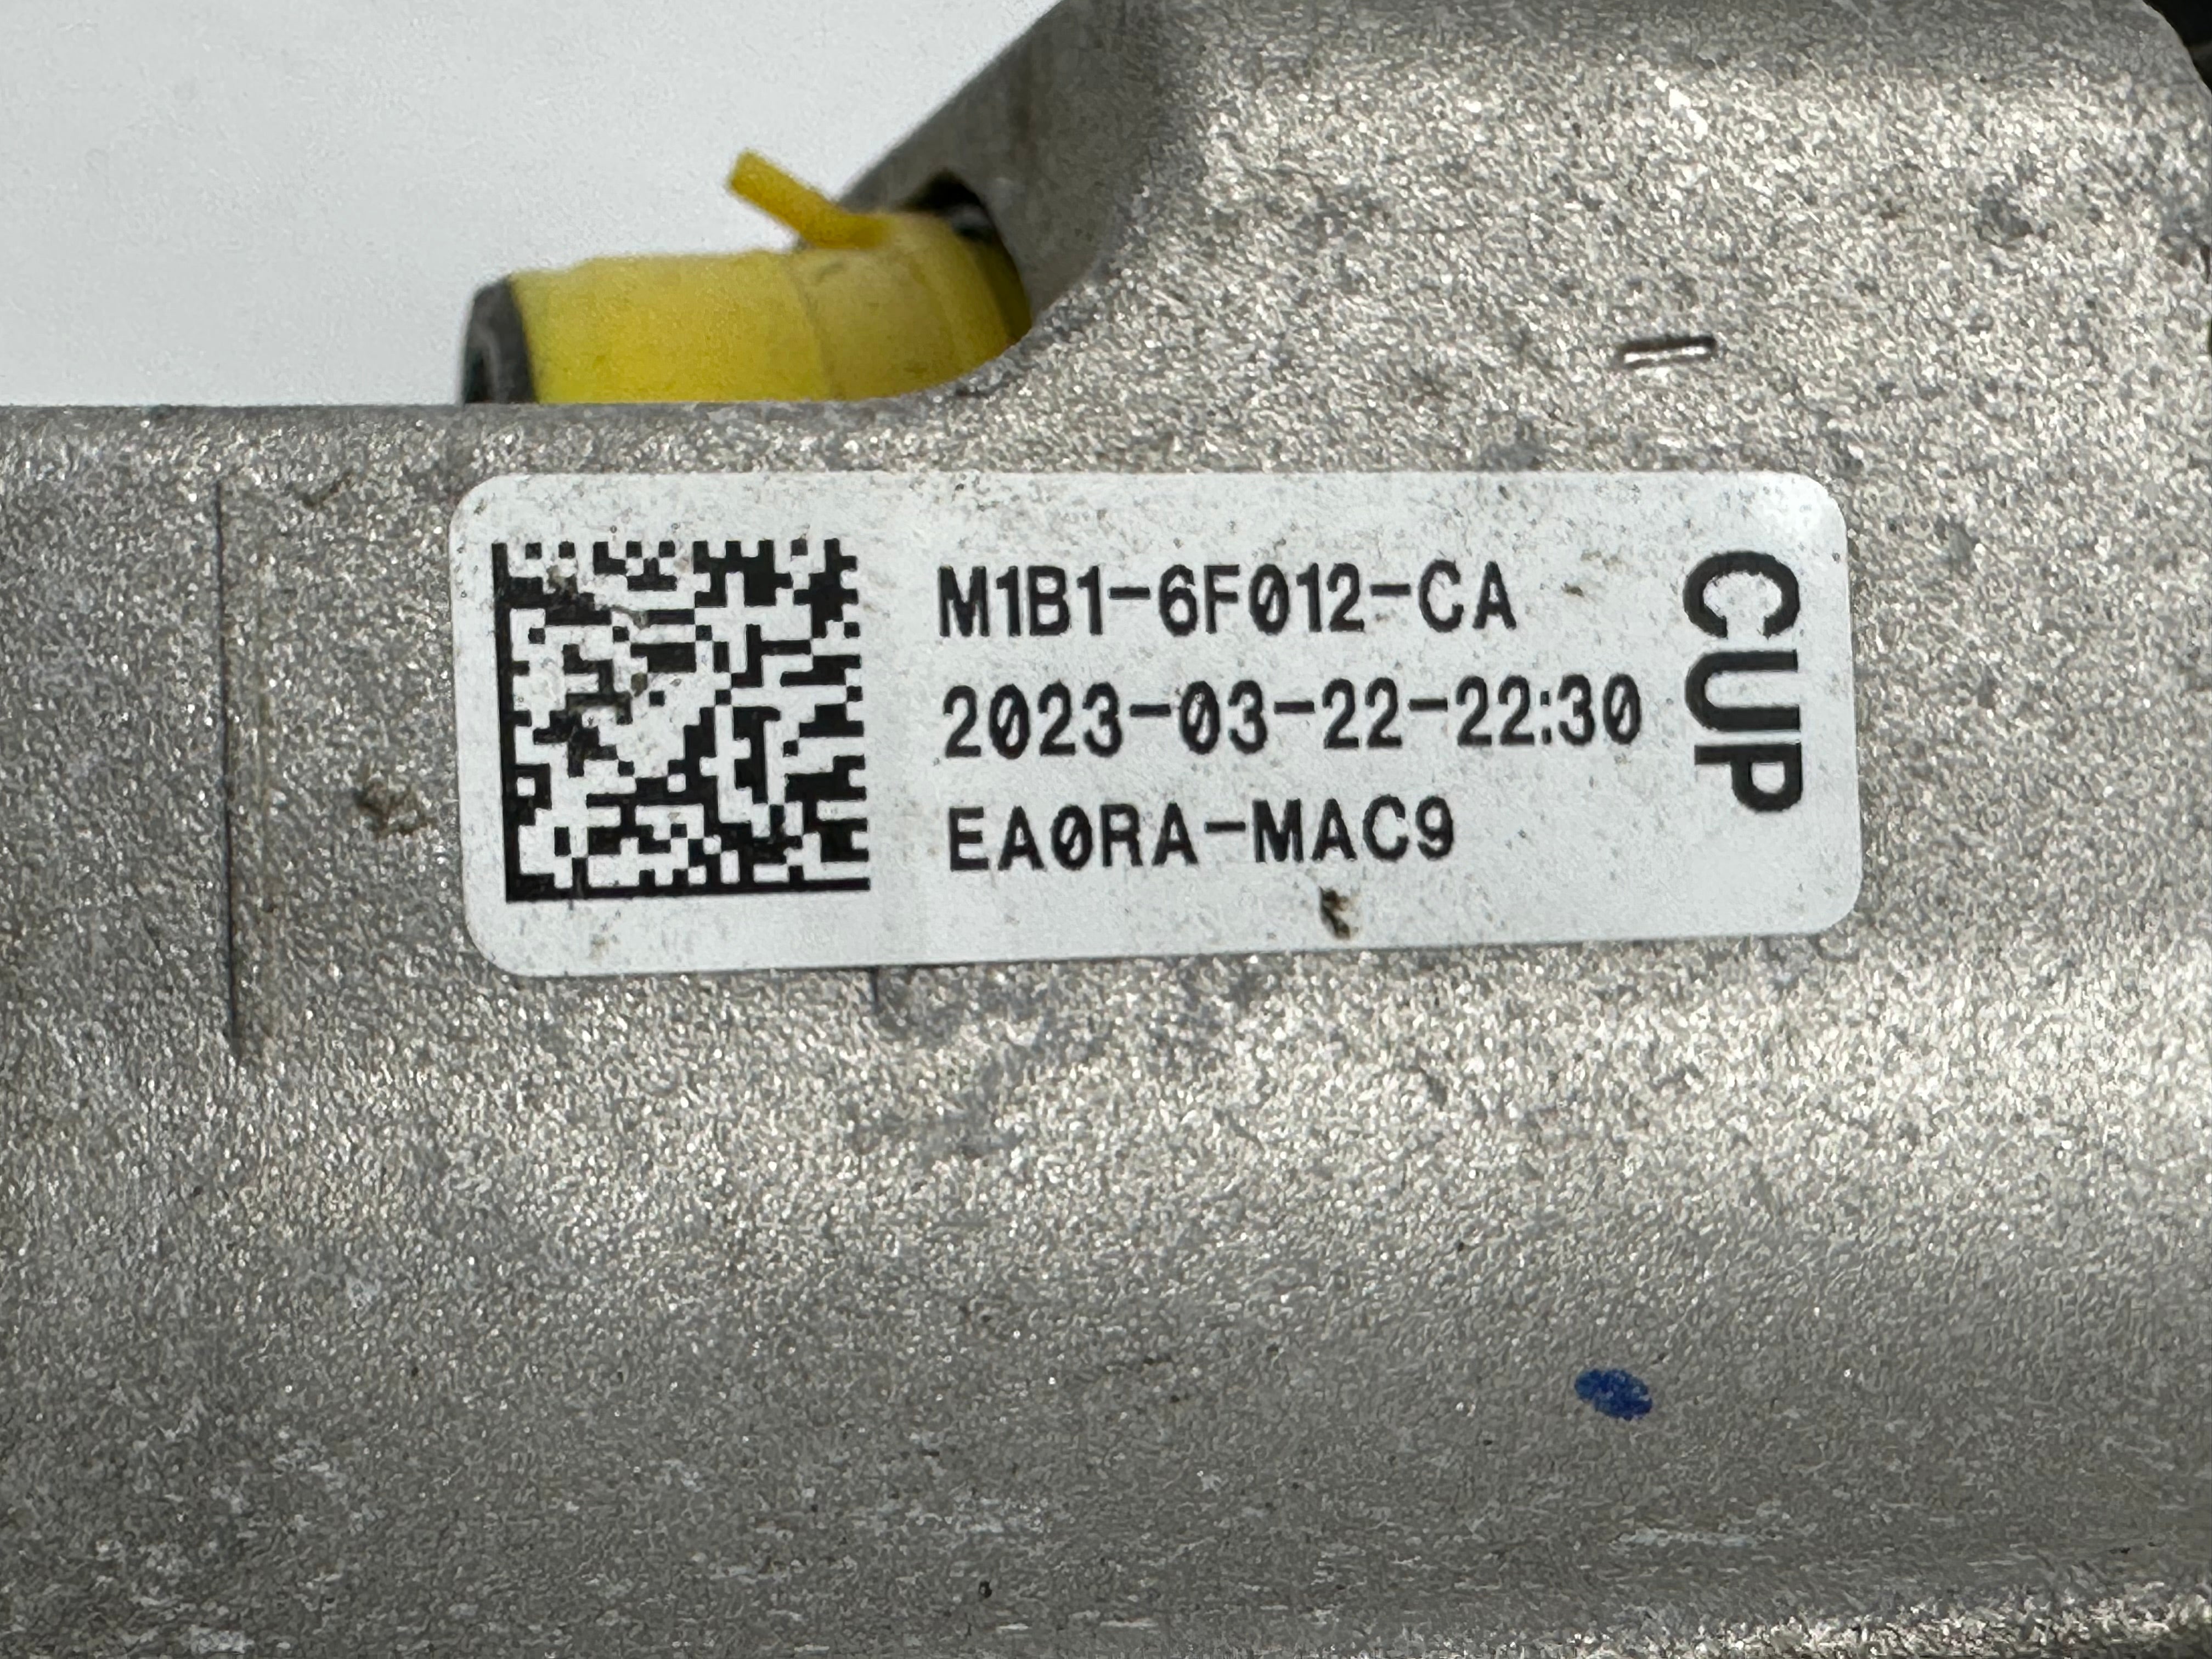 M1B1-6F012-CA
2023-03-22-22:30
EA0RA-MAC9
CUP